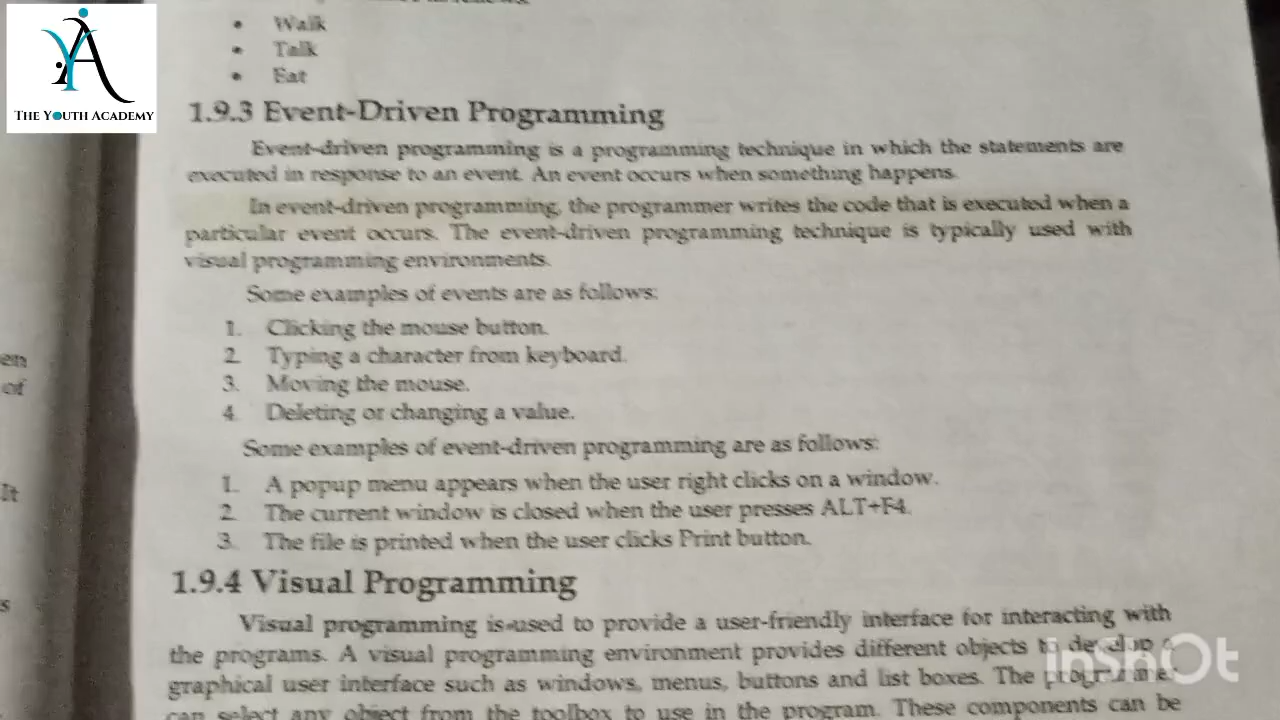 Walk
Talk
Eat
THE YOUTH ACADEMY
1.9.3 Event-Driven Programming
Event-driven programming is a programming technique in which the statements are
executed in response to an event. An event occurs when something happens.
In event-driven programming, the programmer writes the code that is executed when a
particular event occurs. The event-driven programming technique is typically used with
visual programming environments.
Some examples of events are as follows:
1. Clicking the mouse button.
2. Typing a character from keyboard.
3. Moving the mouse.
4. Deleting or changing a value.
Some examples of event-driven programming are as follows:
1. A popup menu appears when the user right clicks on a window.
2. The current window is closed when the user presses ALT+F4.
3. The file is printed when the user clicks Print button.
1.9.4 Visual Programming
Visual programming is used to provide a user-friendly interface for interacting with
the programs. A visual programming environment provides different objects to develop a
graphical user interface such as windows, menus, buttons and list boxes. The
can select any object from the toolbox to use in the program. These components can be
en
of
It
s
InShOt